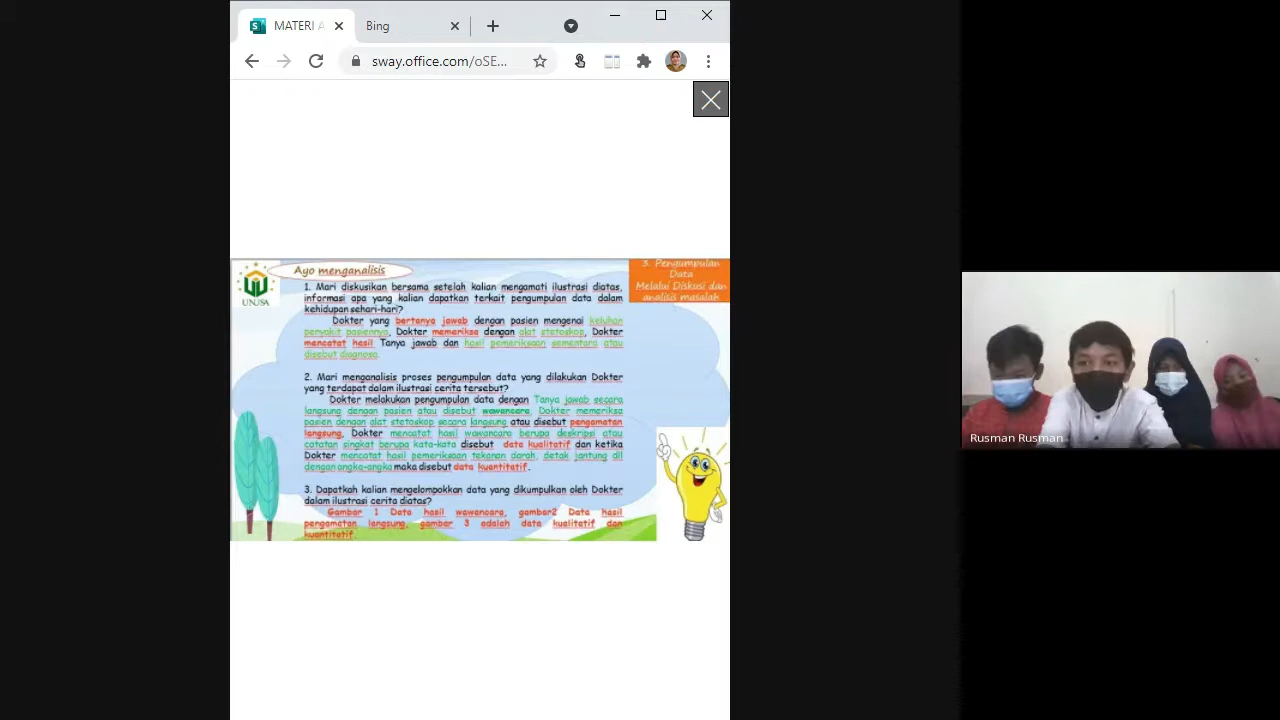 MATERI A
Bing
sway.office.com/oSE...
UNUSA
Ayo menganalisis
3. Pengumpulan
Data
Melalui Diskusi dan
analisis masalah
1. Mari diskusikan bersama setelah kalian mengamati ilustrasi diatas,
informasi apa yang kalian dapatkan terkait pengumpulan data dalam
kehidupan sehari-hari?
Dokter yang bertanya jawab dengan pasien mengenai keluhan
penyakit pasiennya, Dokter memeriksa dengan alat stetoskop, Dokter
mencatat hasil Tanya jawab dan hasil pemeriksaan sementara atau
disebut diagnosa.
2. Mari menganalisis proses pengumpulan data yang dilakukan Dokter
yang terdapat dalam ilustrasi cerita tersebut?
Dokter melakukan pengumpulan data dengan Tanya jawab secara
langsung dengan pasien atau disebut wawancara, Dokter memeriksa
pasien dengan alat stetoskop secara langsung atau disebut pengamatan
langsung, Dokter mencatat hasil wawancara berupa deskripsi atau
catatan singkat berupa kata-kata disebut data kualitatif dan ketika
Dokter mencatat hasil pemeriksaan tekanan darah, detak jantung dll
dengan angka-angka maka disebut data kuantitatif.
3. Dapatkah kalian mengelompokkan data yang dikumpulkan oleh Dokter
dalam ilustrasi cerita diatas?
Gambar 1 Data hasil wawancara, gambar2 Data hasil
pengamatan langsung, gambar 3 adalah data kualitatif dan
kuantitatif.
Rusman Rusman